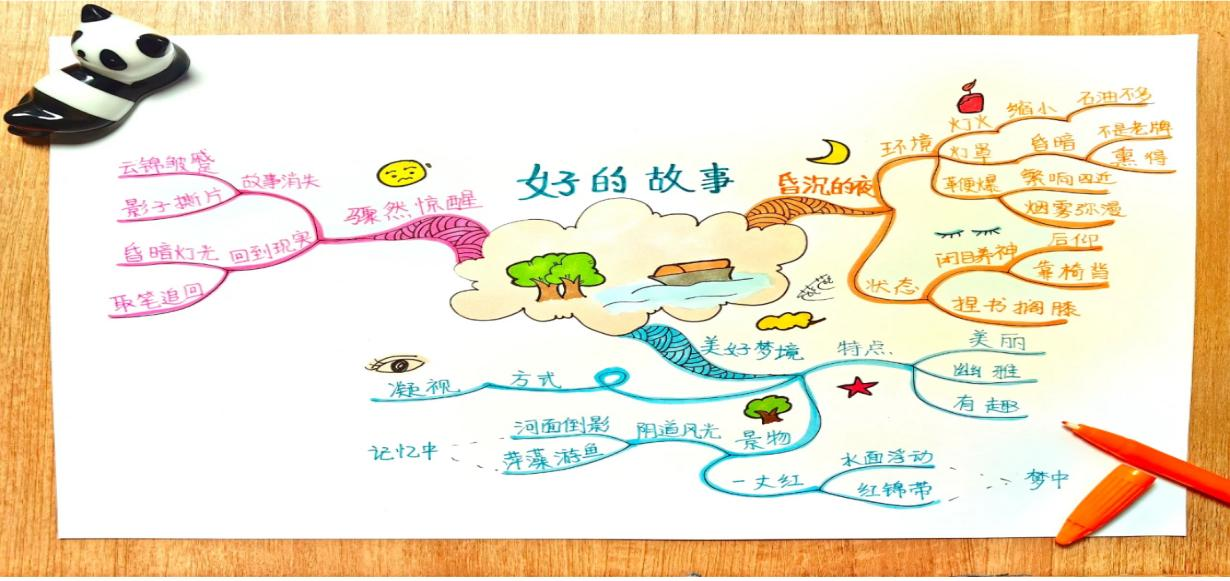 好的故事
昏沉的夜
环境
灯火
缩小
石油不多
灯罩
昏暗
不是老牌
熏得
鞭爆
繁响四近
烟雾弥漫
状态
闭目养神
后仰
靠椅背
捏书搁膝
美好梦境
特点
美丽
幽雅
有趣
景物
一丈红
水面浮动
红锦带
梦中
阴道风光
河面倒影
萍藻游鱼
记忆中
方式
凝视
骤然惊醒
故事消失
云锦皱蹙
影子撕片
回到现实
昏暗灯光
取笔追回